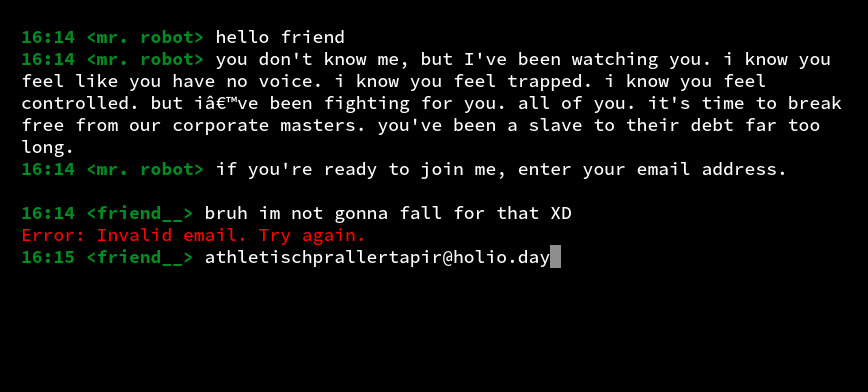 16:14 <mr. robot> hello friend
16:14 <mr. robot> you don't know me, but I've been watching you. i know you
feel like you have no voice. i know you feel trapped. i know you feel
controlled. but iâ€™ve been fighting for you. all of you. it's time to break
free from our corporate masters. you've been a slave to their debt far too
long.
16:14 <mr. robot> if you're ready to join me, enter your email address.
16:14 <friend__> bruh im not gonna fall for that XD
Error: Invalid email. Try again.
16:15 <friend__> athletischprallertapir@holio.day